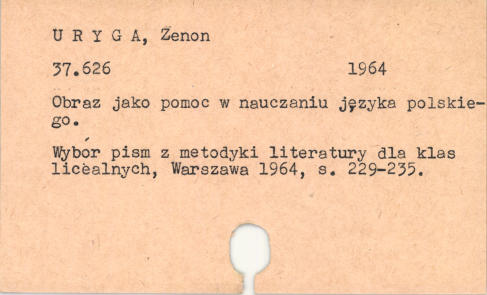 U R Y G A, Zenon
37.626 1964
Obraz jako pomoc w nauczaniu języka polskie-
go.
Wybór pism z metodyki literatury dla klas
licealnych, Warszawa 1964, s. 229-235.